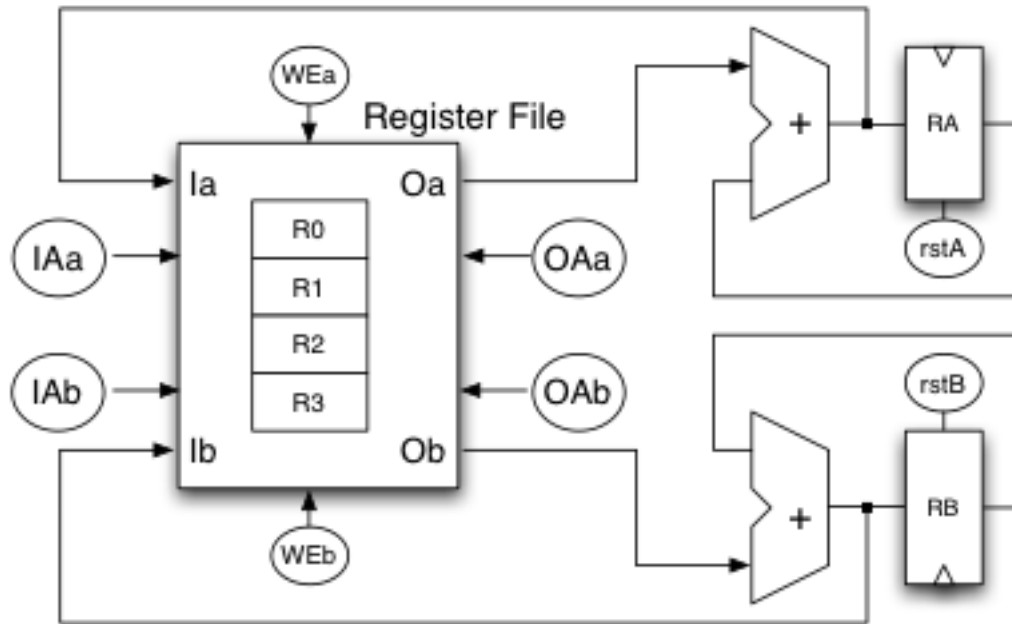 WEa
Register File
+
RA
Ia
Oa
R0
IAa
OAa
rstA
R1
R2
IAb
OAb
rstB
R3
Ib
Ob
+
RB
WEb